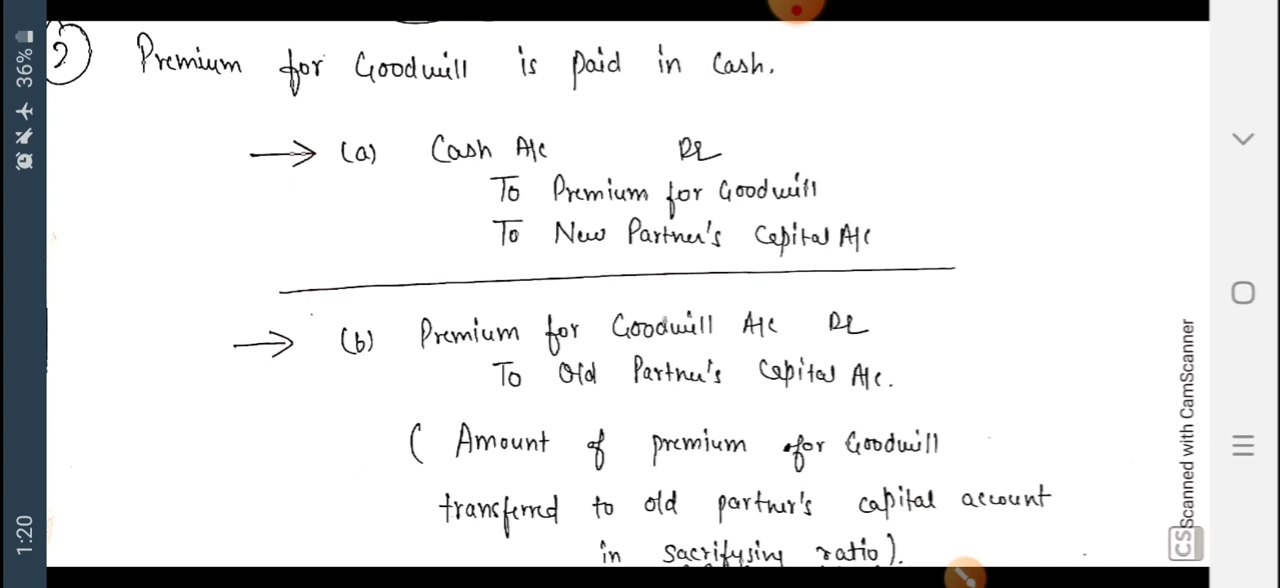 36%
1:20
2 Premium for Goodwill is paid in Cash.
(a) Cash A/c Dr
To Premium for Goodwill
To New Partner's Capital A/c
(b) Premium for Goodwill A/c Dr
To Old Partner's Capital A/c.
( Amount of premium for Goodwill
transferred to old partner's capital account
in sacrifysing ratio).
CS Scanned with CamScanner